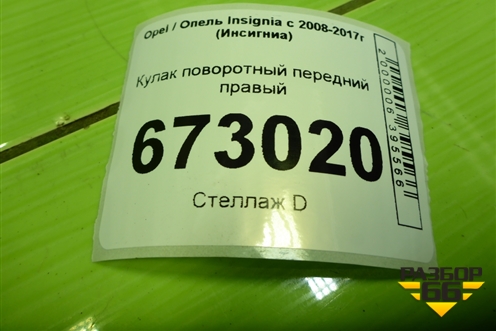 Opel / Опель Insignia с 2008-2017г
(Инсигниа)
Кулак поворотный передний
правый
673020
Стеллаж D
2000006395566
РАЗБОР
66